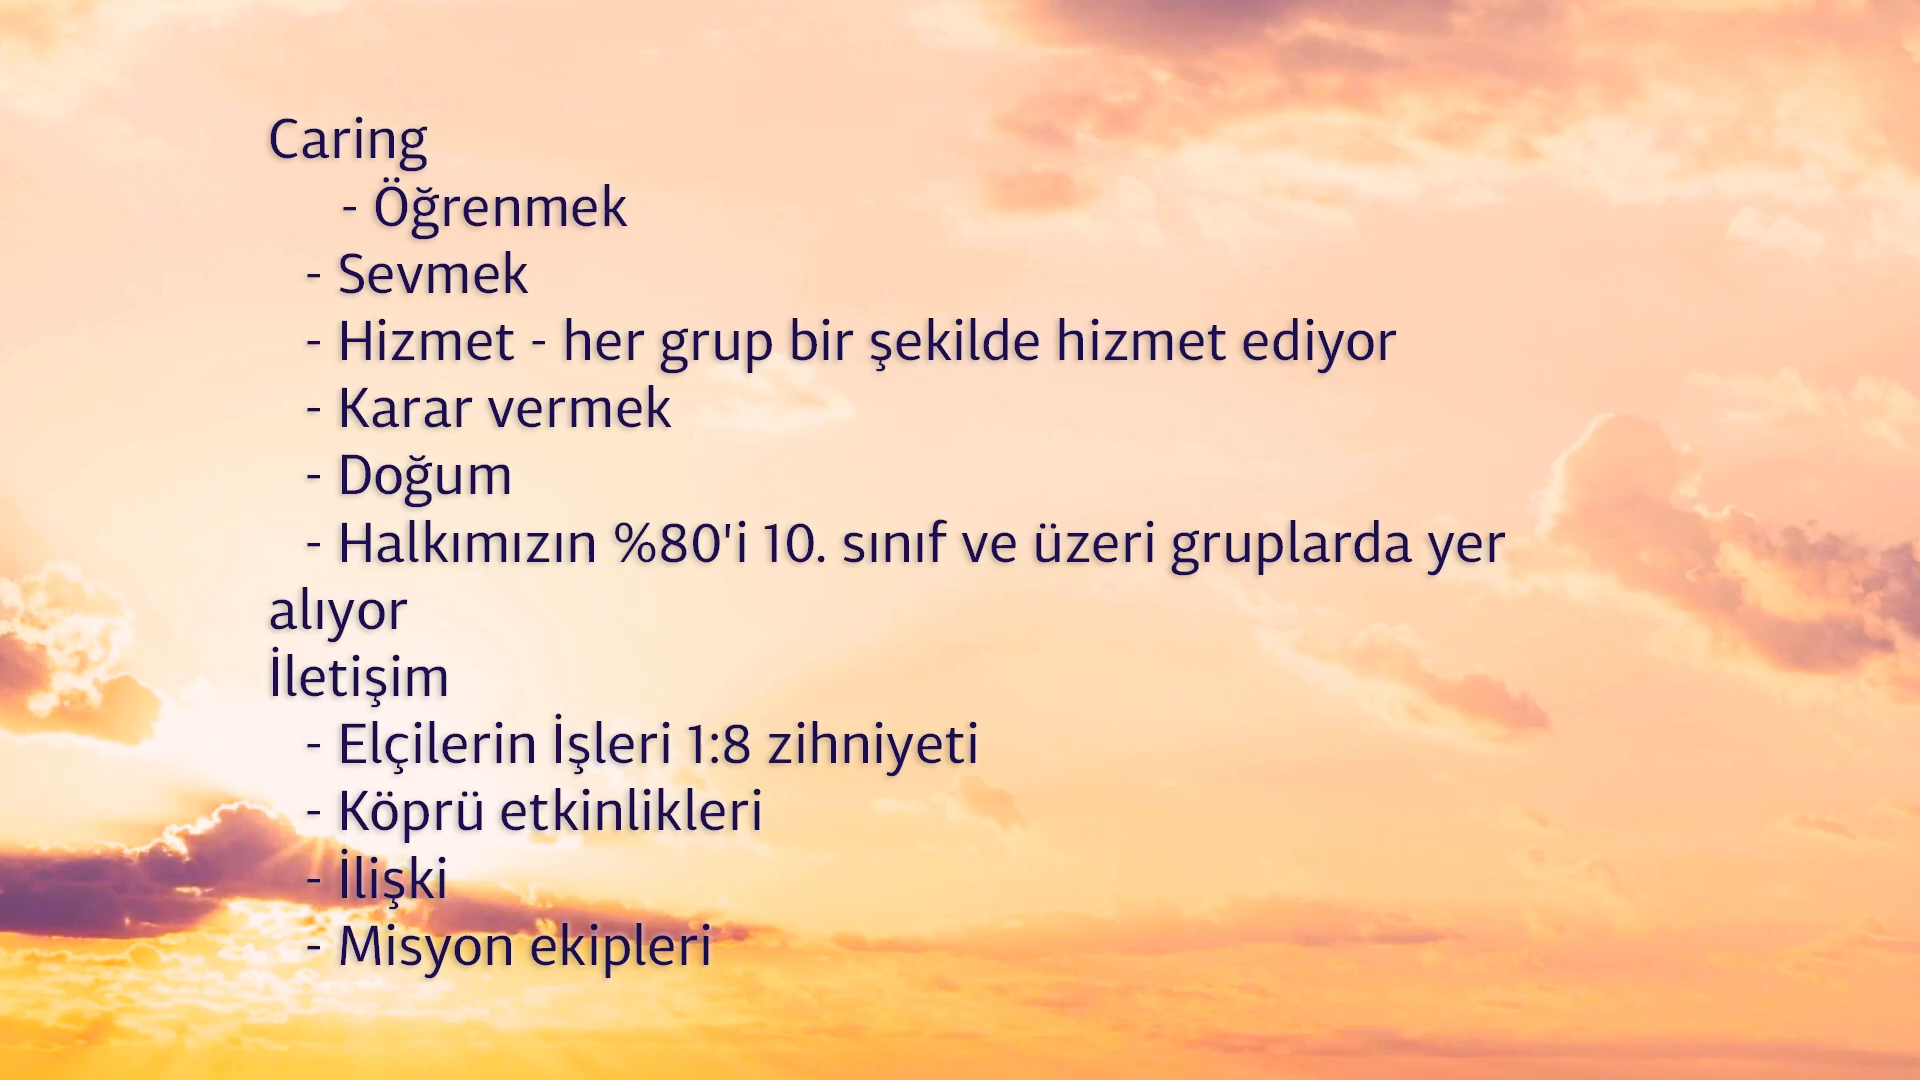 Caring
- Öğrenmek
- Sevmek
- Hizmet - her grup bir şekilde hizmet ediyor
- Karar vermek
- Doğum
- Halkımızın %80'i 10. sınıf ve üzeri gruplarda yer
alıyor
İletişim
- Elçilerin İşleri 1:8 zihniyeti
- Köprü etkinlikleri
- İlişki
- Misyon ekipleri